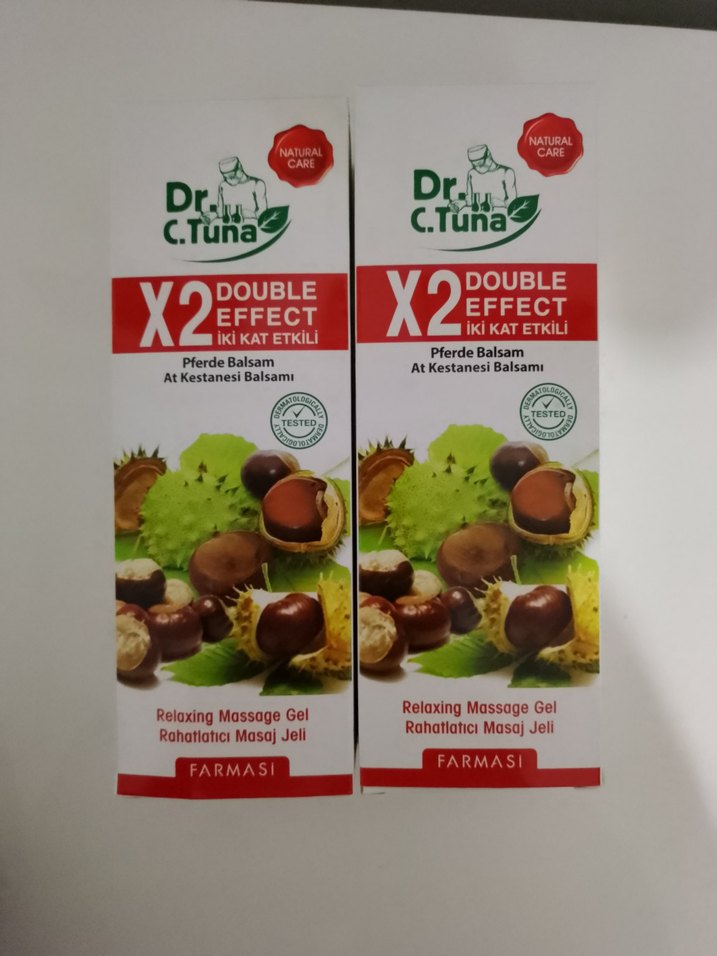 NATURAL
CARE
Dr.
C.Tuna
X2 DOUBLE
EFFECT
İKİ KAT ETKİLİ
Pferde Balsam
At Kestanesi Balsamı
DERMATOLOGICALLY
TESTED
DERMATOLOGICALLY
Relaxing Massage Gel
Rahatlatıcı Masaj Jeli
FARMASİ
NATURAL
CARE
Dr.
C.Tuna
X2 DOUBLE
EFFECT
İKİ KAT ETKİLİ
Pferde Balsam
At Kestanesi Balsamı
DERMATOLOGICALLY
TESTED
DERMATOLOGICALLY
Relaxing Massage Gel
Rahatlatıcı Masaj Jeli
FARMASİ